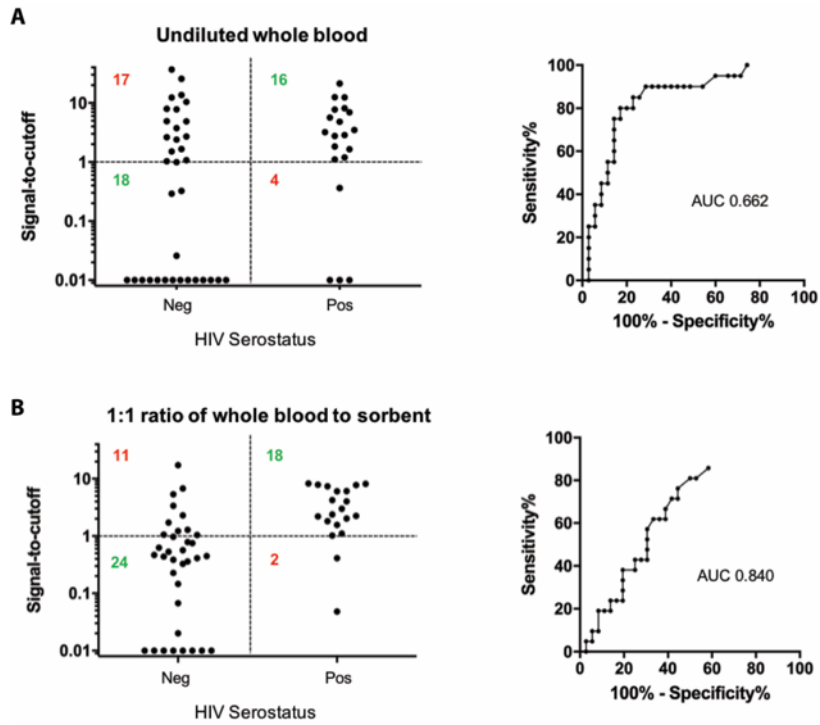 A
Undiluted whole blood
17
16
18
4
10
1
0.1
0.01
Signal-to-cutoff
Neg
Pos
HIV Serostatus
100
80
60
40
20
0
Sensitivity%
AUC 0.662
0 20 40 60 80 100
100% - Specificity%
B
1:1 ratio of whole blood to sorbent
11
18
24
2
10
1
0.1
0.01
Signal-to-cutoff
Neg
Pos
HIV Serostatus
100
80
60
40
20
0
Sensitivity%
AUC 0.840
0 20 40 60 80 100
100% - Specificity%